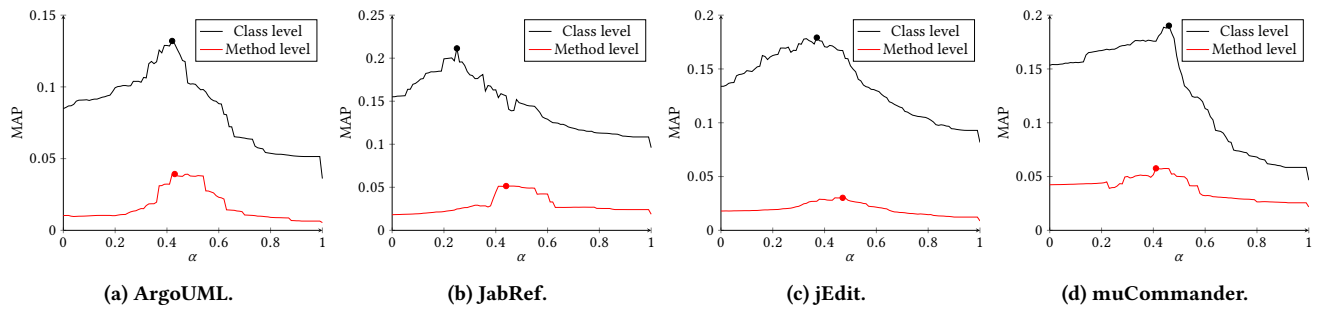 0.15
0.1
0.05
0
MAP
0 0.2 0.4 0.6 0.8 1
α
Class level
Method level
(a) ArgoUML.
0.25
0.2
0.15
0.1
0.05
0
MAP
0 0.2 0.4 0.6 0.8 1
α
Class level
Method level
(b) JabRef.
0.2
0.15
0.1
0.05
0
MAP
0 0.2 0.4 0.6 0.8 1
α
Class level
Method level
(c) jEdit.
0.2
0.15
0.1
0.05
0
MAP
0 0.2 0.4 0.6 0.8 1
α
Class level
Method level
(d) muCommander.